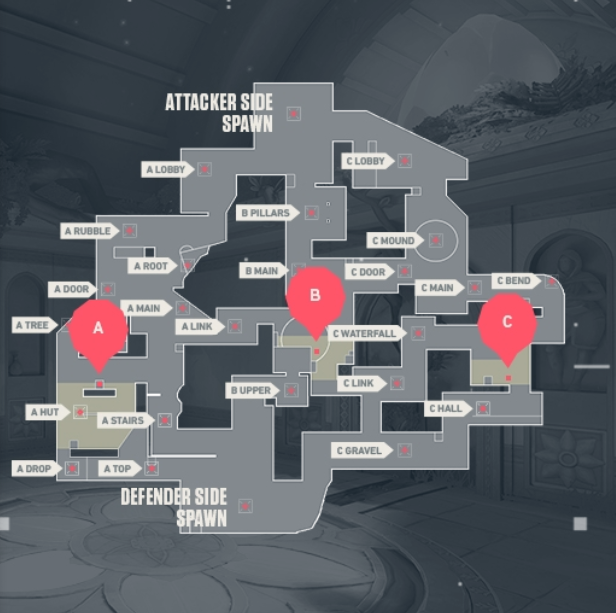 ATTACKER SIDE
SPAWN
A LOBBY
C LOBBY
B PILLARS
A RUBBLE
C MOUND
A ROOT
B MAIN
C DOOR
C BEND
A DOOR
C MAIN
B
A MAIN
A TREE
A LINK
A
C
C WATERFALL
B UPPER
C LINK
A HUT
A STAIRS
C HALL
C GRAVEL
A DROP
A TOP
DEFENDER SIDE
SPAWN